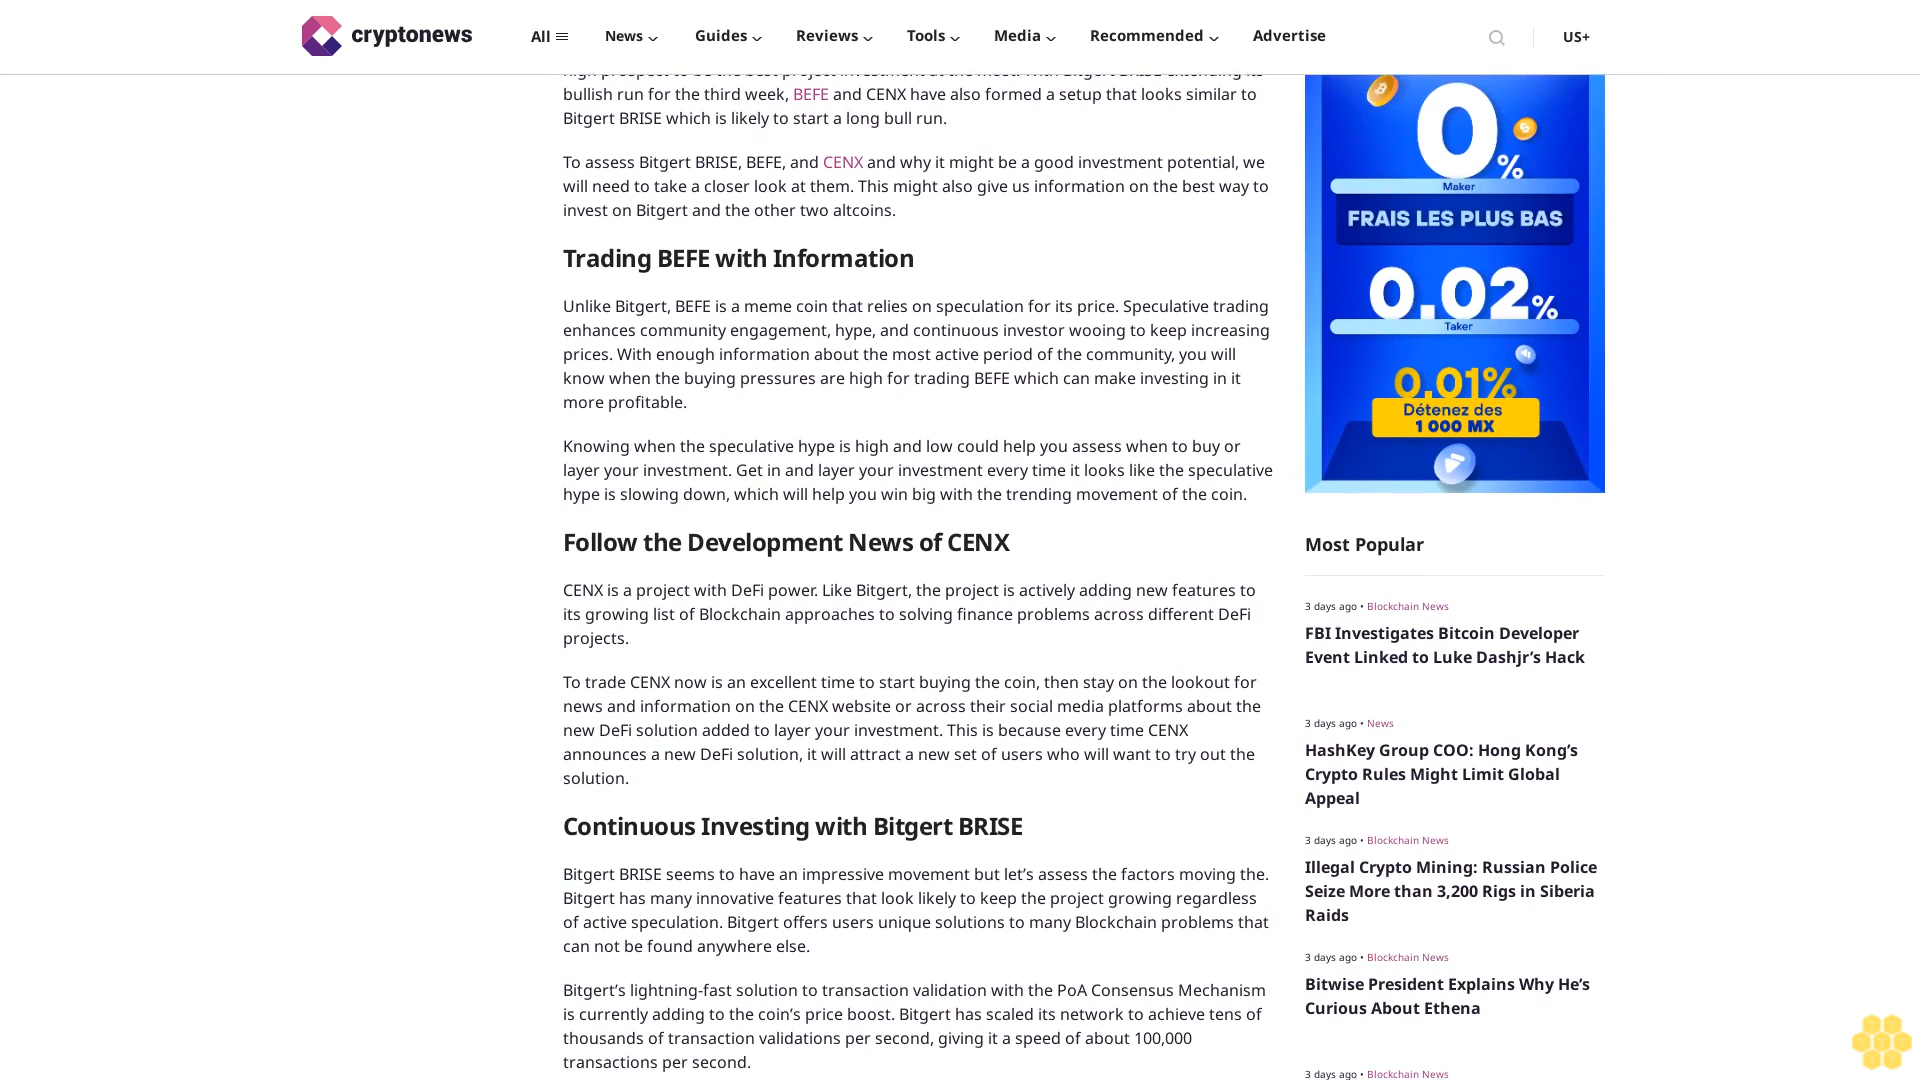 cryptonews
All
News
Guides
Reviews
Tools
Media
Recommended
Advertise
US+
high prospect to be the best project investment at the most. With Bitgert BRISE extending its
bullish run for the third week, BEFE and CENX have also formed a setup that looks similar to
Bitgert BRISE which is likely to start a long bull run.
To assess Bitgert BRISE, BEFE, and CENX and why it might be a good investment potential, we
will need to take a closer look at them. This might also give us information on the best way to
invest on Bitgert and the other two altcoins.
Trading BEFE with Information
Unlike Bitgert, BEFE is a meme coin that relies on speculation for its price. Speculative trading
enhances community engagement, hype, and continuous investor wooing to keep increasing
prices. With enough information about the most active period of the community, you will
know when the buying pressures are high for trading BEFE which can make investing in it
more profitable.
Knowing when the speculative hype is high and low could help you assess when to buy or
layer your investment. Get in and layer your investment every time it looks like the speculative
hype is slowing down, which will help you win big with the trending movement of the coin.
Follow the Development News of CENX
CENX is a project with DeFi power. Like Bitgert, the project is actively adding new features to
its growing list of Blockchain approaches to solving finance problems across different DeFi
projects.
To trade CENX now is an excellent time to start buying the coin, then stay on the lookout for
news and information on the CENX website or across their social media platforms about the
new DeFi solution added to layer your investment. This is because every time CENX
announces a new DeFi solution, it will attract a new set of users who will want to try out the
solution.
Continuous Investing with Bitgert BRISE
Bitgert BRISE seems to have an impressive movement but let’s assess the factors moving the.
Bitgert has many innovative features that look likely to keep the project growing regardless
of active speculation. Bitgert offers users unique solutions to many Blockchain problems that
can not be found anywhere else.
Bitgert’s lightning-fast solution to transaction validation with the PoA Consensus Mechanism
is currently adding to the coin’s price boost. Bitgert has scaled its network to achieve tens of
thousands of transaction validations per second, giving it a speed of about 100,000
transactions per second.
0%
Maker
FRAIS LES PLUS BAS
0.02%
Taker
0.01%
Détenez des
1 000 MX
Most Popular
3 days ago • Blockchain News
FBI Investigates Bitcoin Developer
Event Linked to Luke Dashjr’s Hack
3 days ago • News
HashKey Group COO: Hong Kong’s
Crypto Rules Might Limit Global
Appeal
3 days ago • Blockchain News
Illegal Crypto Mining: Russian Police
Seize More than 3,200 Rigs in Siberia
Raids
3 days ago • Blockchain News
Bitwise President Explains Why He’s
Curious About Ethena
3 days ago • Blockchain News